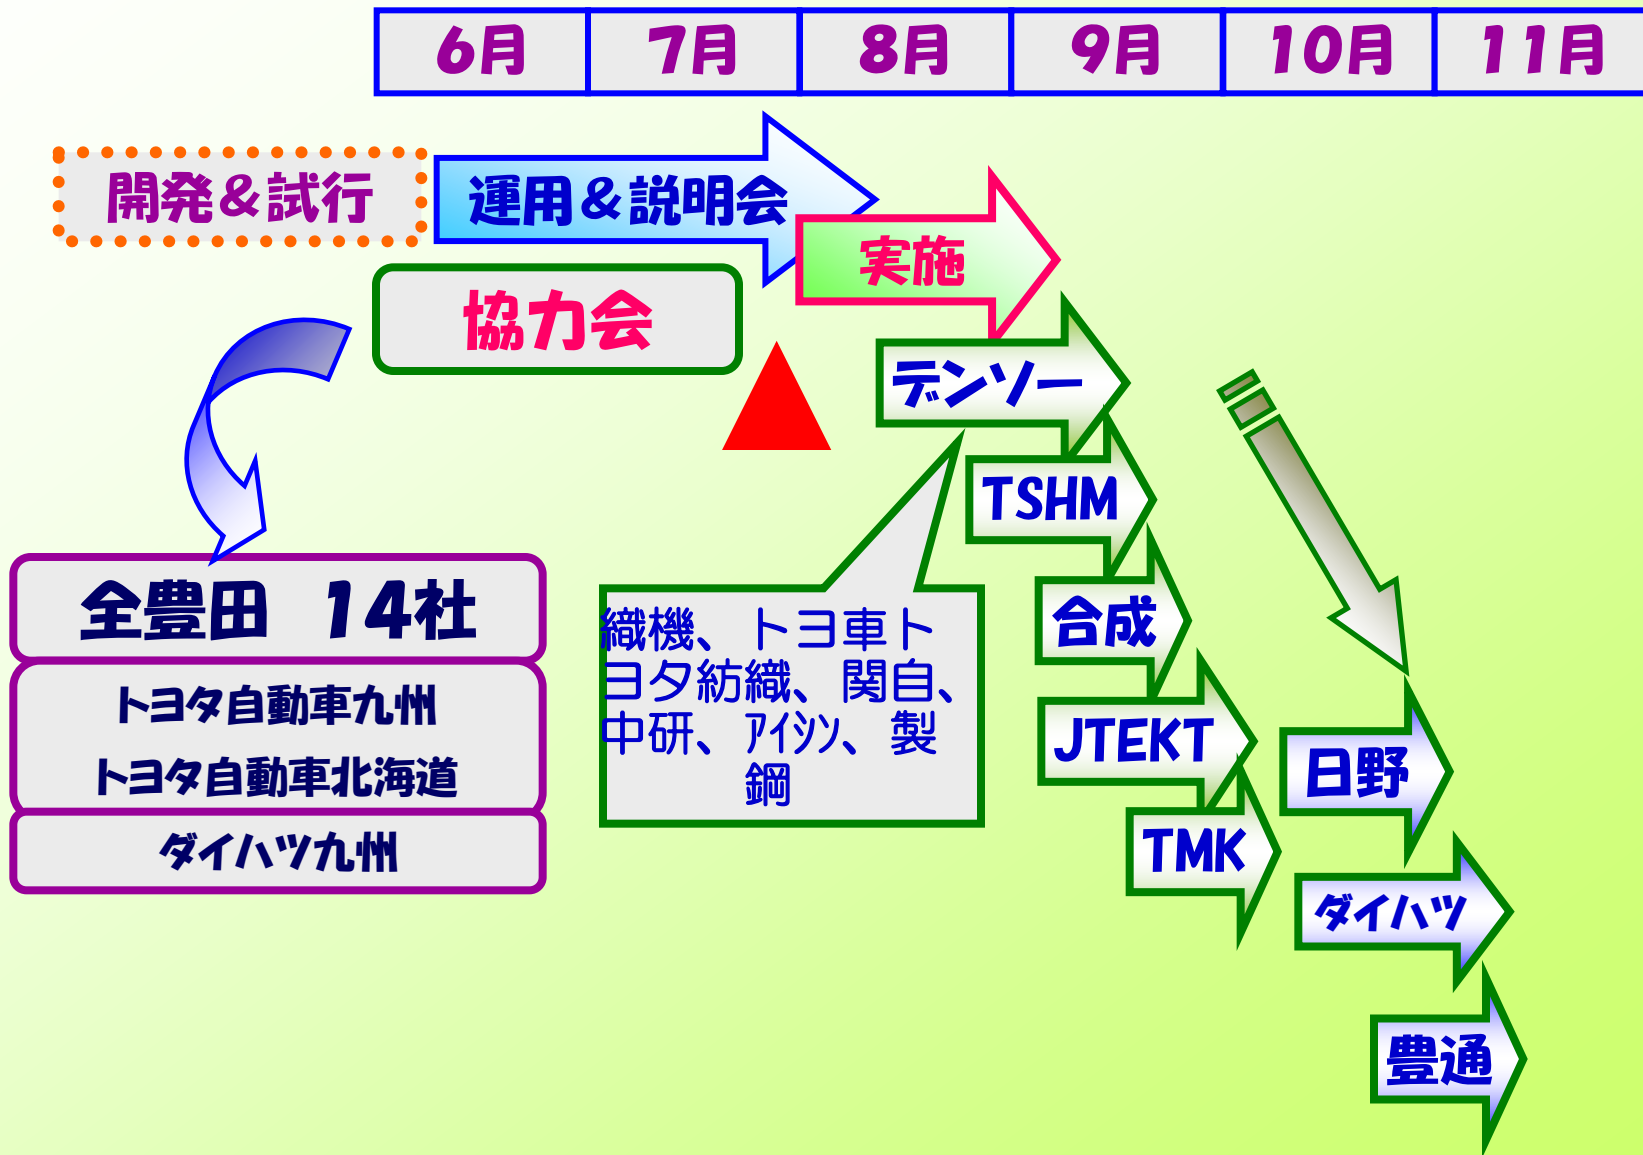 6月 7月 8月 9月 10月 11月
開発&試行
運用&説明会
実施
協力会
デンソー
TSHM
合成
JTEKT
TMK
日野
ダイハツ
豊通
織機、トヨ車ト
ヨタ紡織、関自、
中研、ｱｲｼﾝ、製
鋼
全豊田 14社
トヨタ自動車九州
トヨタ自動車北海道
ダイハツ九州